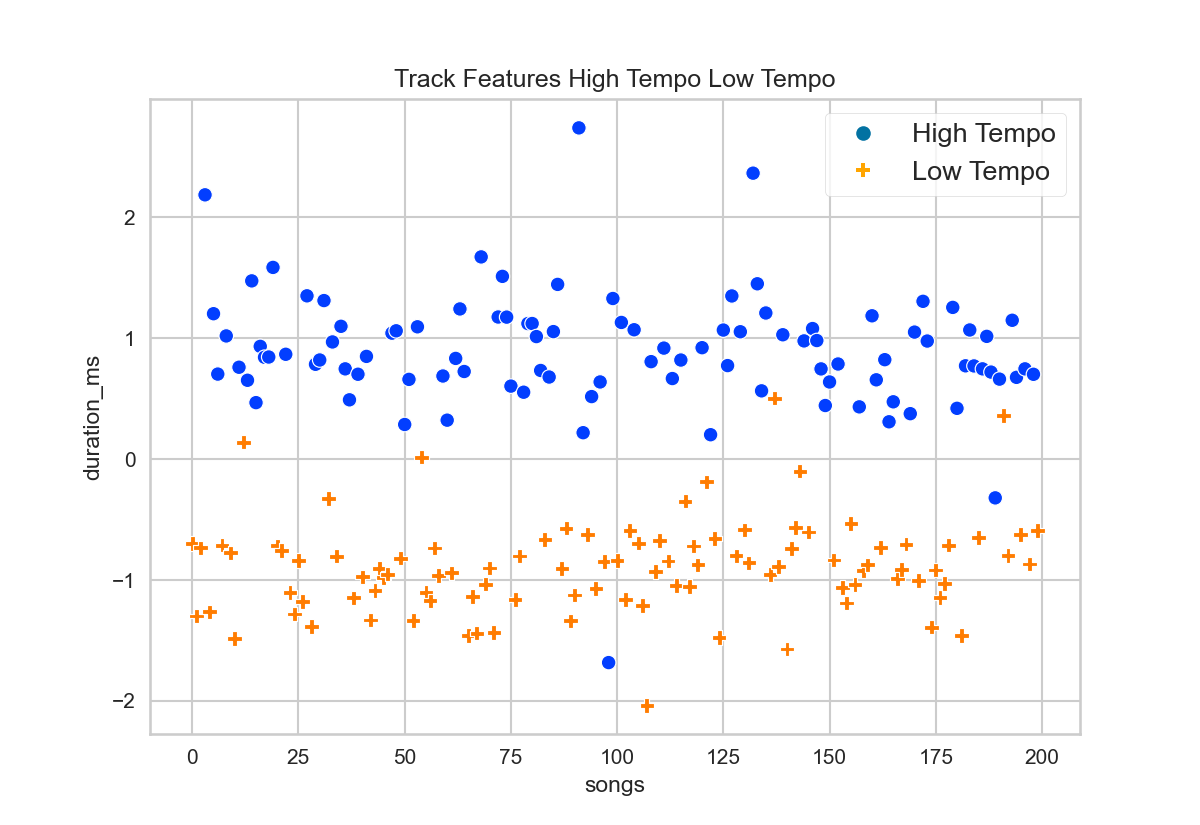 Track Features High Tempo Low Tempo
High Tempo
Low Tempo
duration_ms
2
1
0
−1
−2
0 25 50 75 100 125 150 175 200
songs